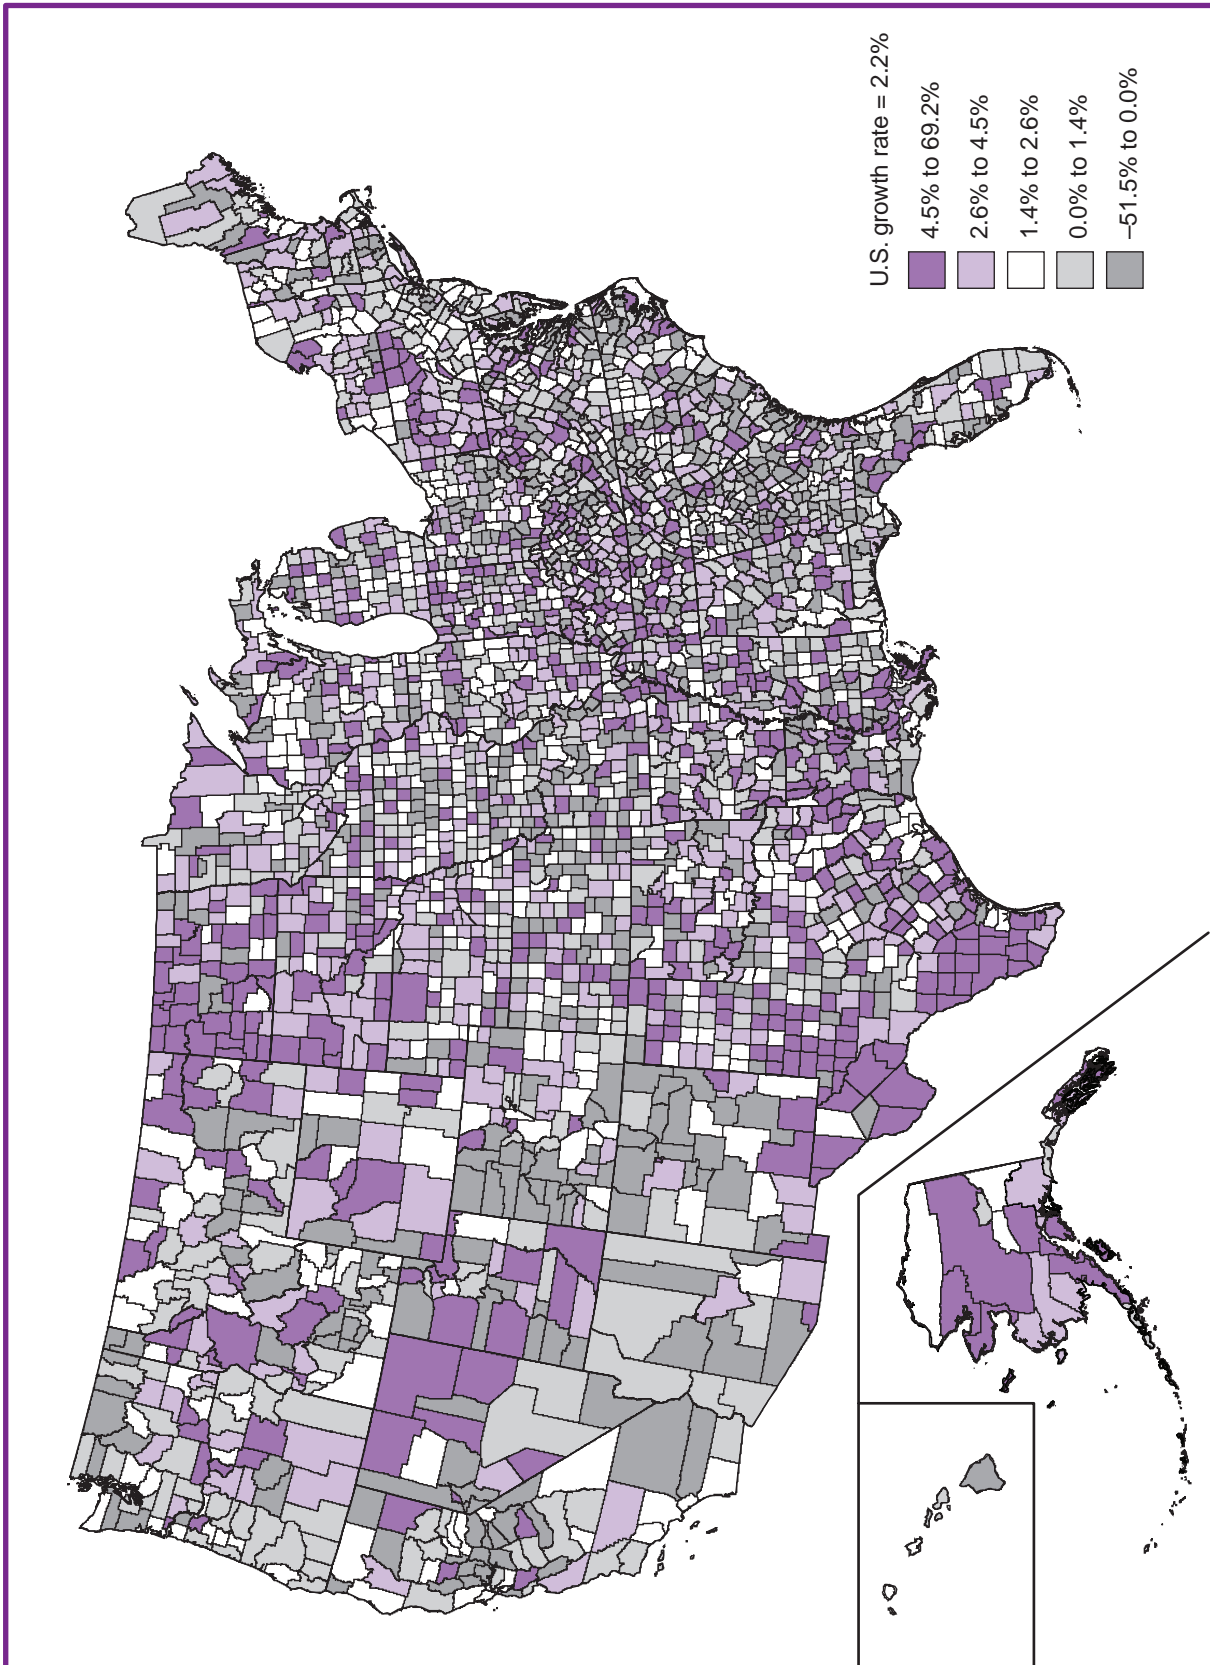 U.S. growth rate = 2.2%
4.5% to 69.2%
2.6% to 4.5%
1.4% to 2.6%
0.0% to 1.4%
–51.5% to 0.0%